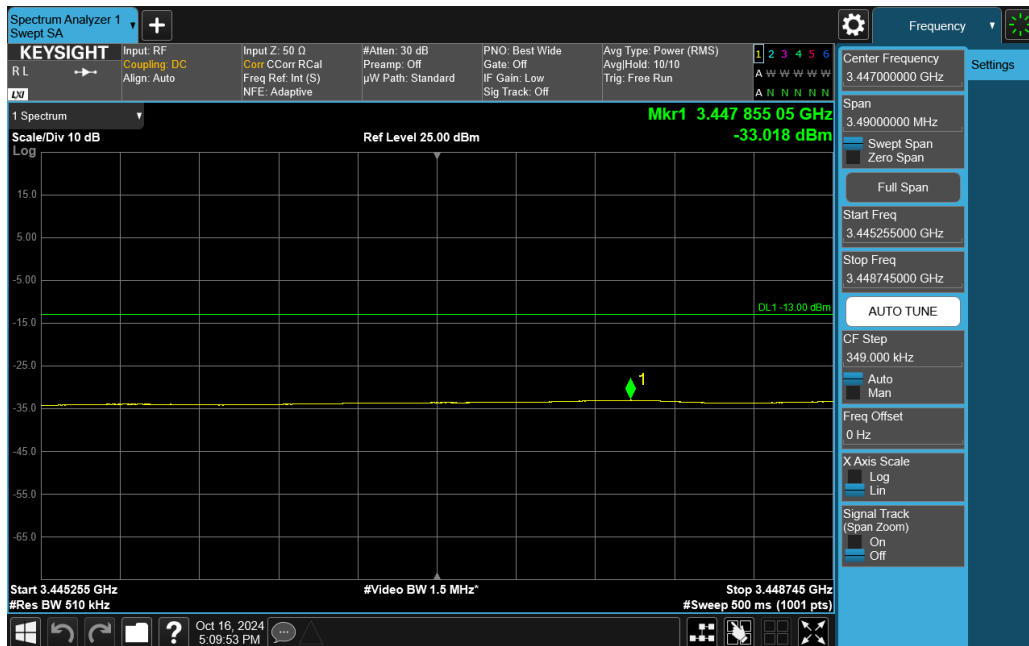 Spectrum Analyzer 1
Swept SA
Frequency
KEYSIGHT
R L
LXI
Input: RF
Coupling: DC
Align: Auto
Input Z: 50 Ω
Corr CCorr RCal
Freq Ref: Int (S)
NFE: Adaptive
#Atten: 30 dB
Preamp: Off
µW Path: Standard
PNO: Best Wide
Gate: Off
IF Gain: Low
Sig Track: Off
Avg Type: Power (RMS)
Avg|Hold: 10/10
Trig: Free Run
1 2 3 4 5 6
A W W W W W
A N N N N N
1 Spectrum
Scale/Div 10 dB
Log
Ref Level 25.00 dBm
Mkr1 3.447 855 05 GHz
-33.018 dBm
15.0
5.00
-5.00
DL1 -13.00 dBm
-15.0
-25.0
1
-35.0
-45.0
-55.0
-65.0
Start 3.445255 GHz
#Res BW 510 kHz
#Video BW 1.5 MHz*
Stop 3.448745 GHz
#Sweep 500 ms (1001 pts)
Center Frequency
3.447000000 GHz
Span
3.49000000 MHz
Swept Span
Zero Span
Full Span
Start Freq
3.445255000 GHz
Stop Freq
3.448745000 GHz
AUTO TUNE
CF Step
349.000 kHz
Auto
Man
Freq Offset
0 Hz
X Axis Scale
Log
Lin
Signal Track
(Span Zoom)
On
Off
Settings
?
Oct 16, 2024
5:09:53 PM